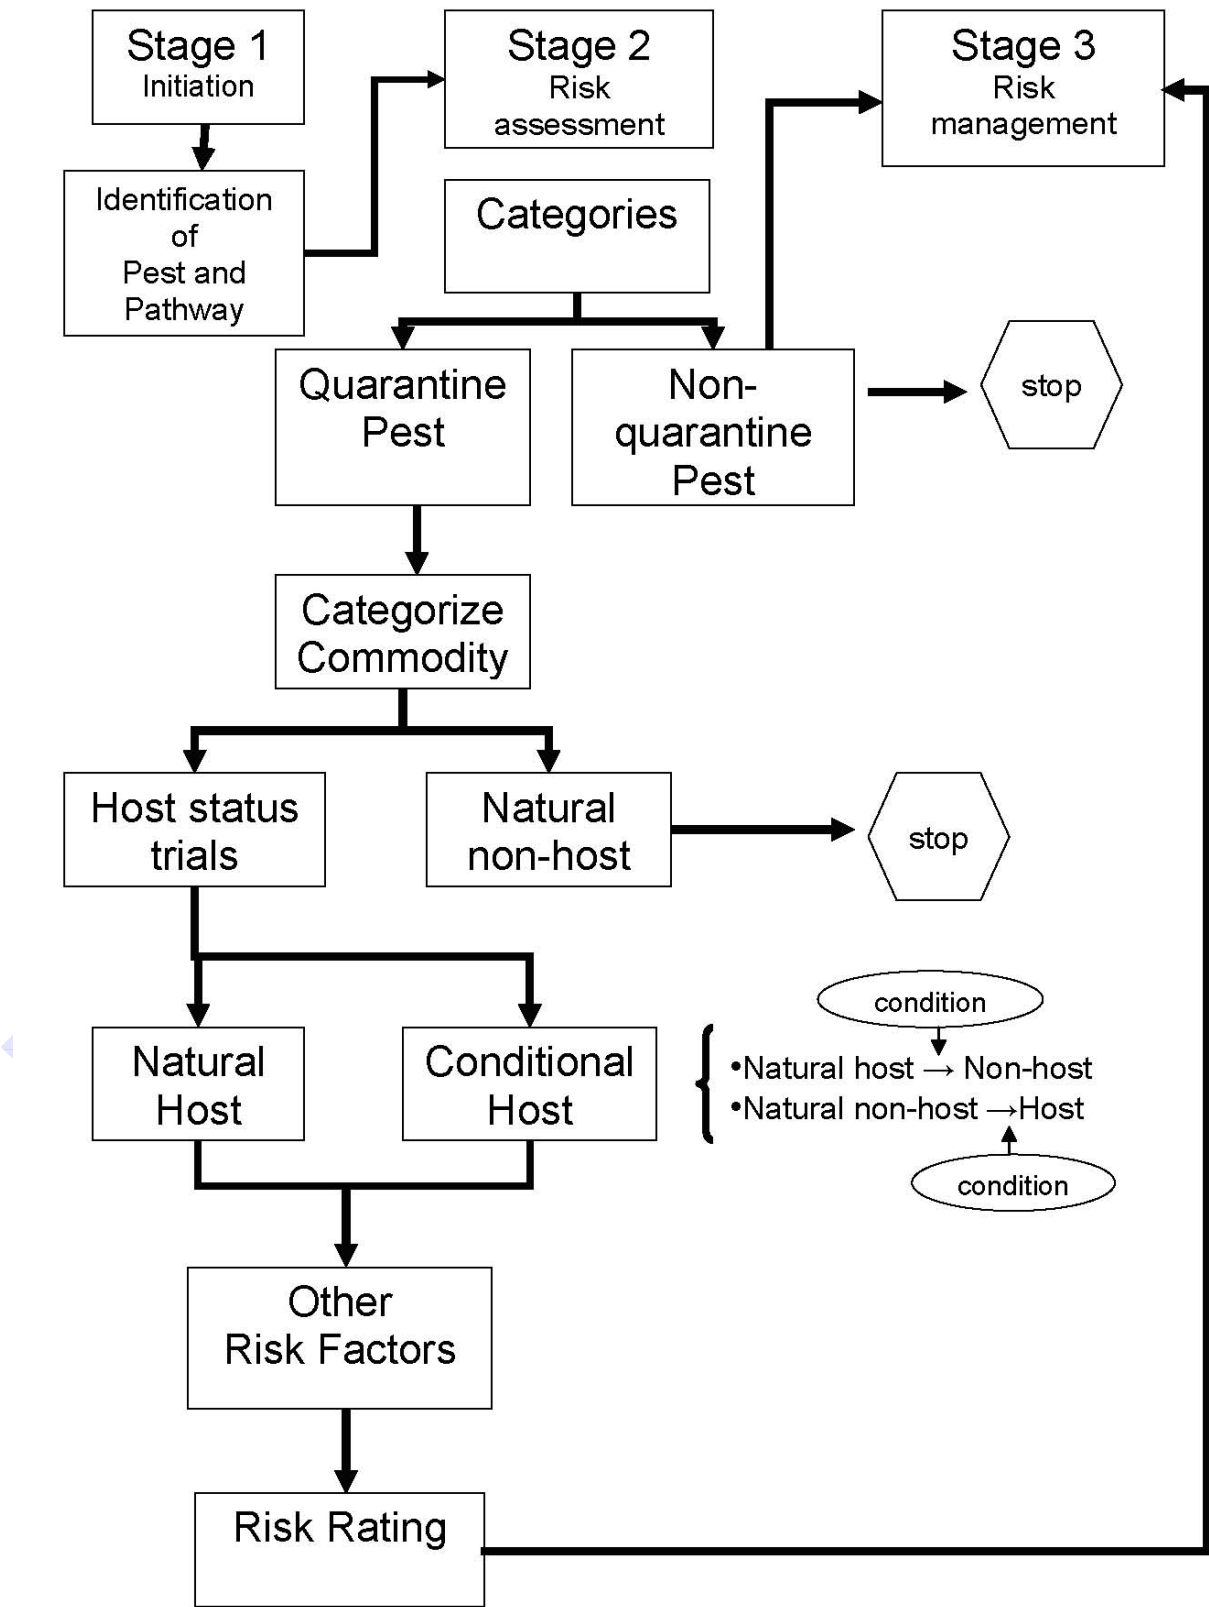 Stage 1
Initiation
Identification
of
Pest and
Pathway
Stage 2
Risk
assessment
Categories
Stage 3
Risk
management
Quarantine
Pest
Non-
quarantine
Pest
stop
Categorize
Commodity
Host status
trials
Natural
non-host
stop
Natural
Host
Conditional
Host
condition
•Natural host → Non-host
•Natural non-host →Host
condition
Other
Risk Factors
Risk Rating